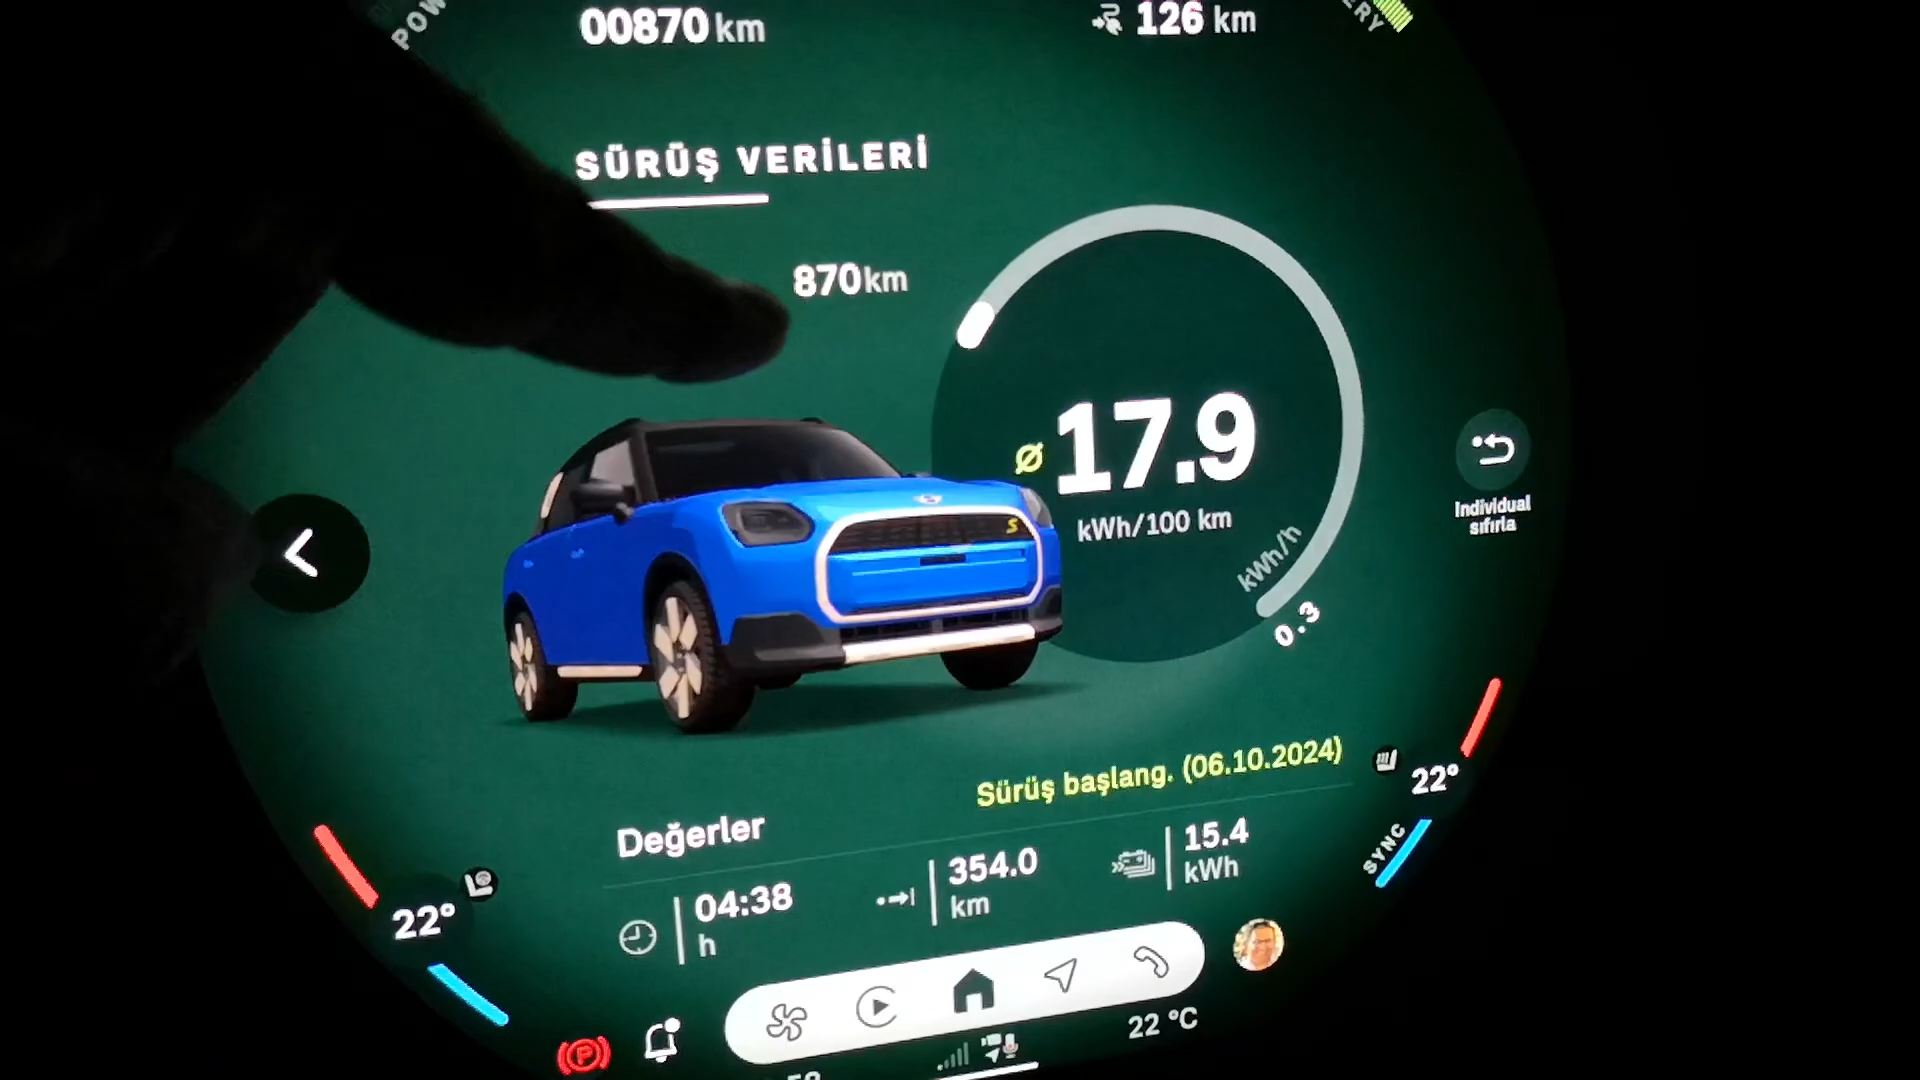 00870 km
126 km
SÜRÜŞ VERİLERİ
870km
17.9
kWh/100 km
kWh/h
0.3
Individual
sıfırla
S
Sürüş başlang. (06.10.2024)
22°
SYNC
Değerler
04:38
h
354.0
km
15.4
kWh
22°
P
22 °C